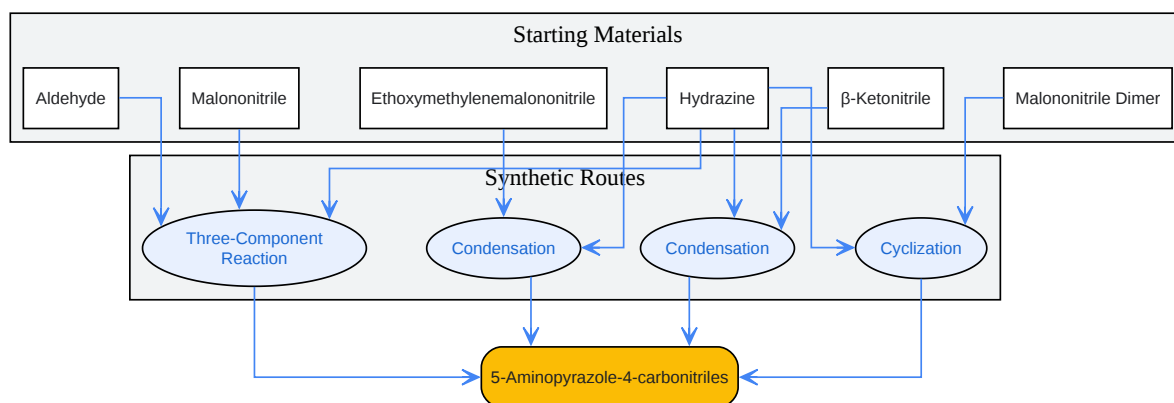 Starting Materials
Aldehyde
Malononitrile
Ethoxymethylenemalononitrile
Hydrazine
β-Ketonitrile
Malononitrile Dimer
Synthetic Routes
Three-Component
Reaction
Condensation
Condensation
Cyclization
5-Aminopyrazole-4-carbonitriles